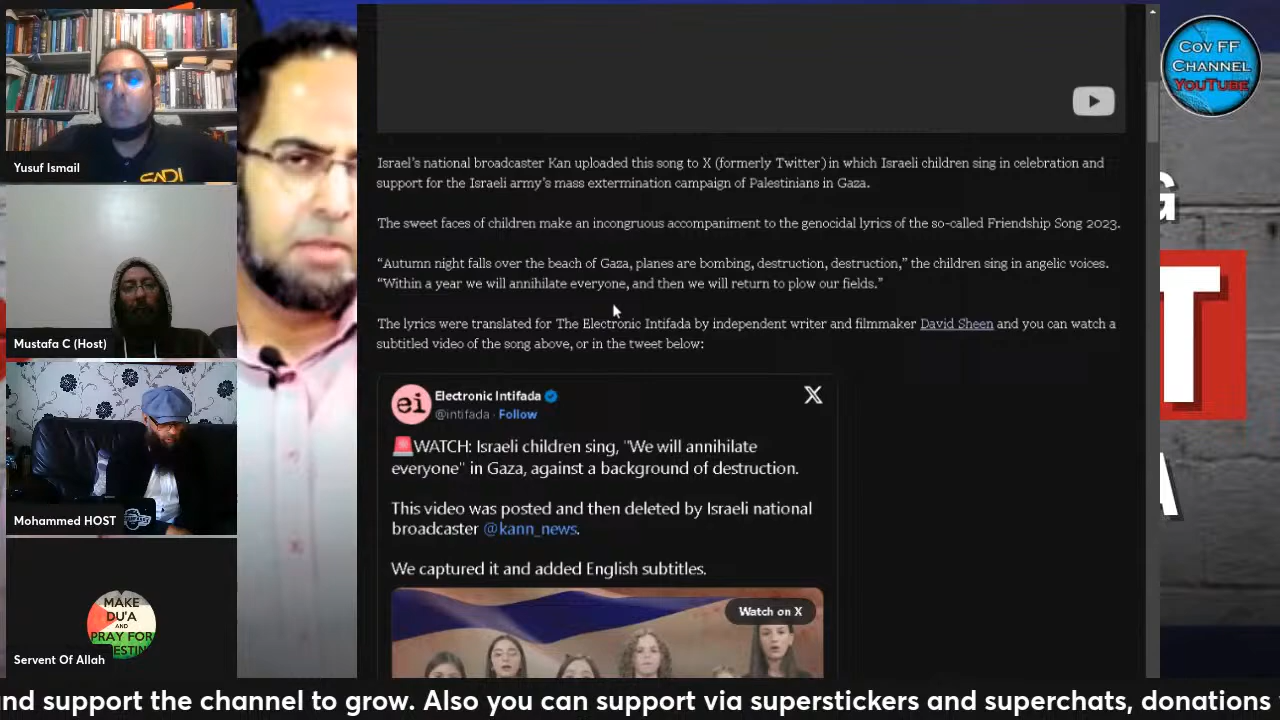 SADI
Yusuf Ismail
Mustafa C (Host)
Mohammed HOST
MAKE
DU'A
AND
PRAY FOR
Servent Of Allah
Israel's national broadcaster Kan uploaded this song to X (formerly Twitter) in which Israeli children sing in celebration and
support for the Israeli army's mass extermination campaign of Palestinians in Gaza.
The sweet faces of children make an incongruous accompaniment to the genocidal lyrics of the so-called Friendship Song 2023.
“Autumn night falls over the beach of Gaza, planes are bombing, destruction, destruction,” the children sing in angelic voices.
“Within a year we will annihilate everyone, and then we will return to plow our fields.”
The lyrics were translated for The Electronic Intifada by independent writer and filmmaker David Sheen and you can watch a
subtitled video of the song above, or in the tweet below:
ei
Electronic Intifada
@intifada · Follow
X
🚨WATCH: Israeli children sing, "We will annihilate
everyone" in Gaza, against a background of destruction.
This video was posted and then deleted by Israeli national
broadcaster @kann_news.
We captured it and added English subtitles.
Watch on X
Cov FF
Channel
YouTube
G
T
A
nd support the channel to grow. Also you can support via superstickers and superchats, donations